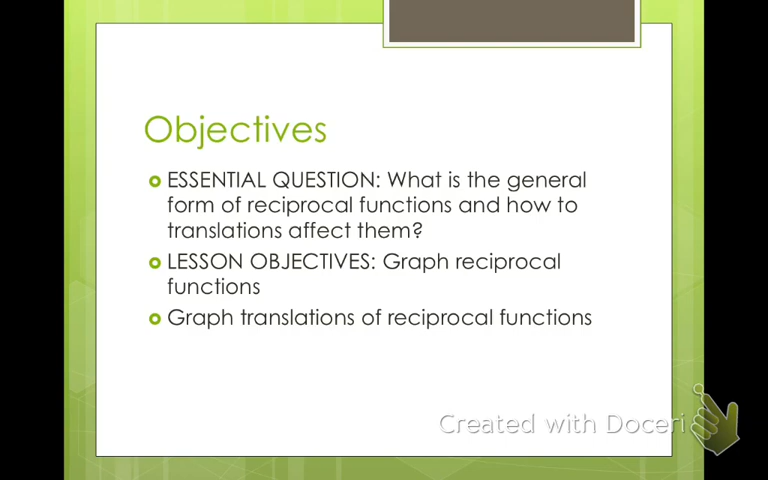 Objectives
ESSENTIAL QUESTION: What is the general
form of reciprocal functions and how to
translations affect them?
LESSON OBJECTIVES: Graph reciprocal
functions
Graph translations of reciprocal functions
Created with Doceri